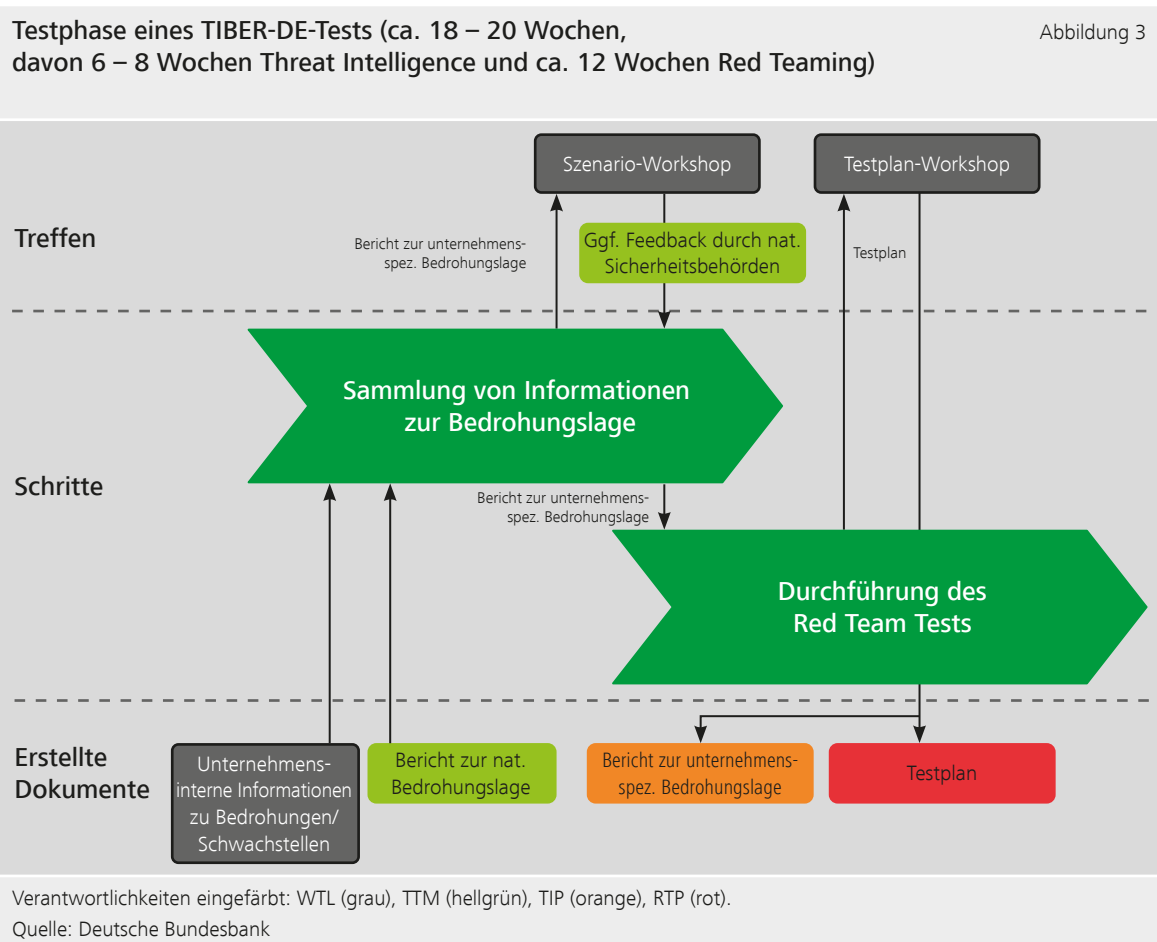 Testphase eines TIBER-DE-Tests (ca. 18 – 20 Wochen,
davon 6 – 8 Wochen Threat Intelligence und ca. 12 Wochen Red Teaming)
Abbildung 3
Szenario-Workshop
Testplan-Workshop
Treffen
Bericht zur unternehmens-
spez. Bedrohungslage
Ggf. Feedback durch nat.
Sicherheitsbehörden
Testplan
Schritte
Sammlung von Informationen
zur Bedrohungslage
Bericht zur unternehmens-
spez. Bedrohungslage
Durchführung des
Red Team Tests
Erstellte
Dokumente
Unternehmens-
interne Informationen
zu Bedrohungen/
Schwachstellen
Bericht zur nat.
Bedrohungslage
Bericht zur unternehmens-
spez. Bedrohungslage
Testplan
Verantwortlichkeiten eingefärbt: WTL (grau), TTM (hellgrün), TIP (orange), RTP (rot).
Quelle: Deutsche Bundesbank